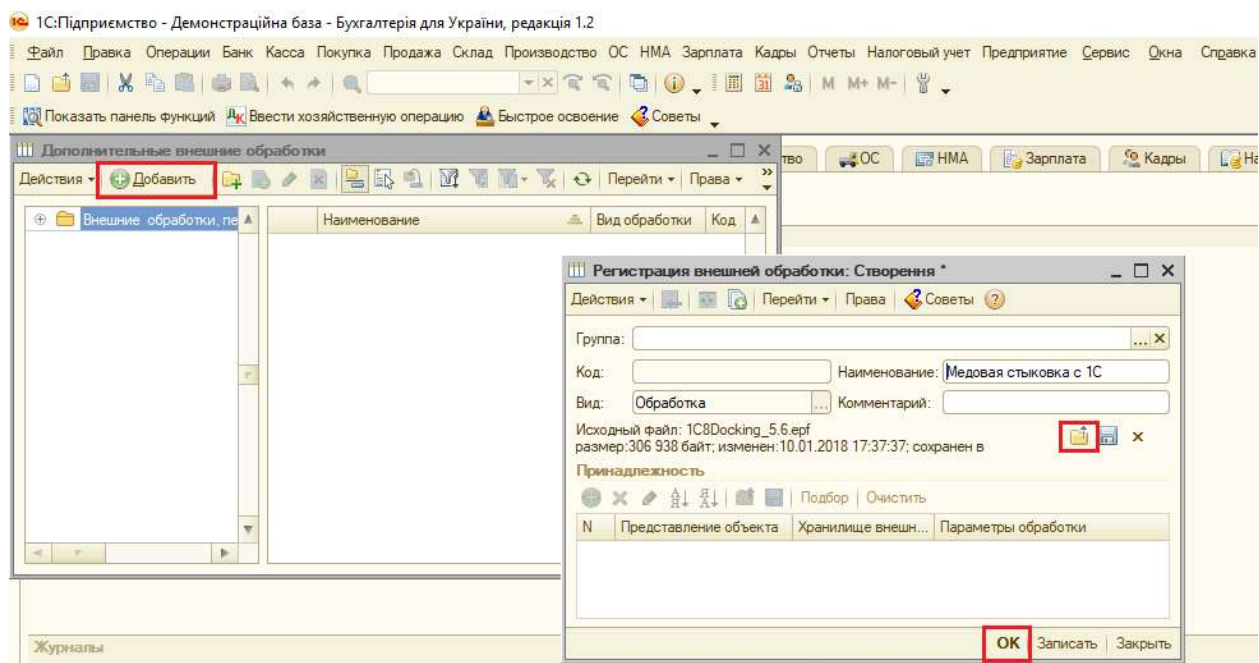 1С:Підприємство - Демонстраційна база - Бухгалтерія для України, редакція 1.2
Файл Правка Операции Банк Касса Покупка Продажа Склад Производство ОС НМА Зарплата Кадры Отчеты Налоговый учет Предприятие Сервис Окна Справка
M M+ M-
Показать панель функций Ввести хозяйственную операцию Быстрое освоение Советы
Дополнительные внешние обработки
тво ОС НМА Зарплата Кадры На
Действия Добавить Перейти Права »
Внешние обработки, пе Наименование Вид обработки Код
Регистрация внешней обработки: Створення *
Действия Перейти Права Советы
Группа: ...
Код: Наименование: Медовая стыковка с 1С
Вид: Обработка ... Комментарий:
Исходный файл: 1C8Docking_5.6.epf
размер:306 938 байт; изменен:10.01.2018 17:37:37; сохранен в
Принадлежность
Подбор Очистить
N Представление объекта Хранилище внешн... Параметры обработки
OK Записать Закрыть
Журналы